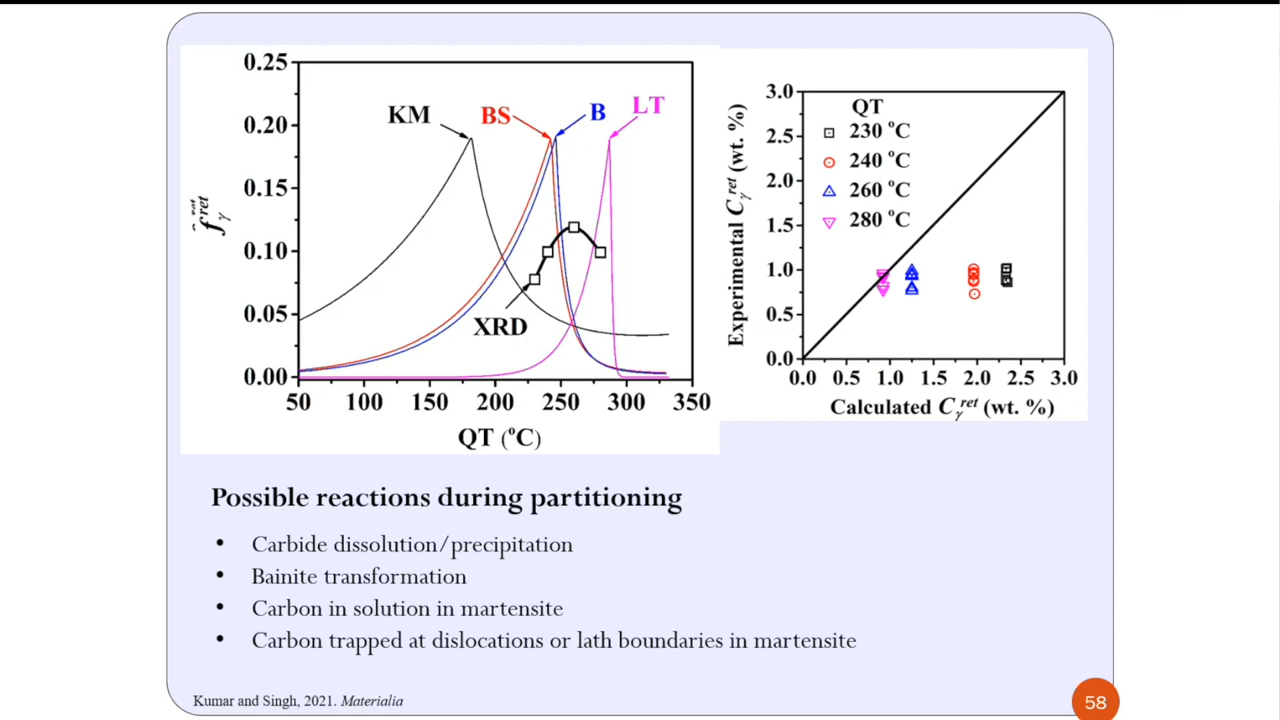 0.25
0.20
0.15
0.10
0.05
0.00
f γ ret
KM
BS
B
LT
XRD
50 100 150 200 250 300 350
QT (°C)
3.0
2.5
2.0
1.5
1.0
0.5
0.0
Experimental Cγ ret (wt. %)
QT
230 °C
240 °C
260 °C
280 °C
0.0 0.5 1.0 1.5 2.0 2.5 3.0
Calculated Cγ ret (wt. %)
Possible reactions during partitioning
• Carbide dissolution/precipitation
• Bainite transformation
• Carbon in solution in martensite
• Carbon trapped at dislocations or lath boundaries in martensite
Kumar and Singh, 2021. Materialia
58